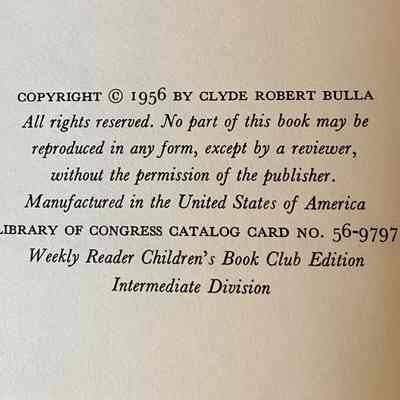 COPYRIGHT © 1956 BY CLYDE ROBERT BULLA
All rights reserved. No part of this book may be
reproduced in any form, except by a reviewer,
without the permission of the publisher.
Manufactured in the United States of America
LIBRARY OF CONGRESS CATALOG CARD NO. 56-9797
Weekly Reader Children's Book Club Edition
Intermediate Division